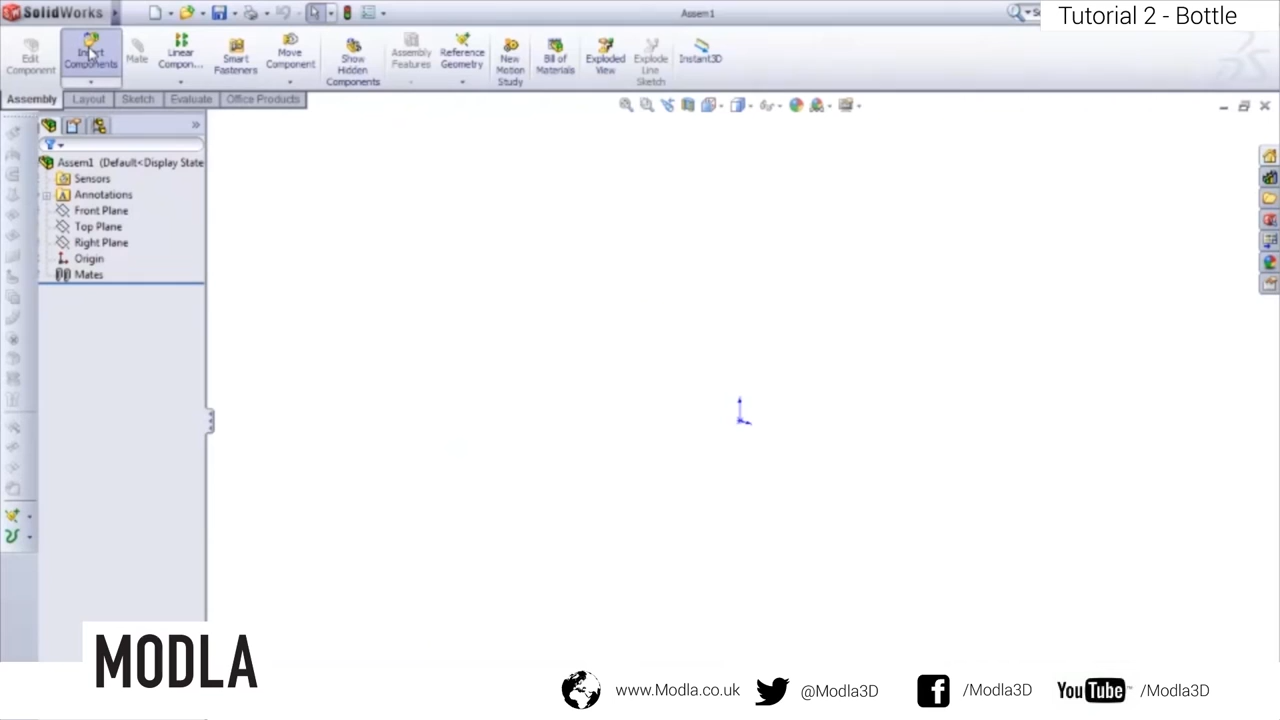 SolidWorks
Assem1
Tutorial 2 - Bottle
Edit Component
Insert Components
Mate
Linear Compon...
Smart Fasteners
Move Component
Show Hidden Components
Assembly Features
Reference Geometry
New Motion Study
Bill of Materials
Exploded View
Explode Line Sketch
Instant3D
Assembly Layout Sketch Evaluate Office Products
Assem1 (Default<Display State
Sensors
Annotations
Front Plane
Top Plane
Right Plane
Origin
Mates
MODLA
www.Modla.co.uk @Modla3D /Modla3D YouTube /Modla3D